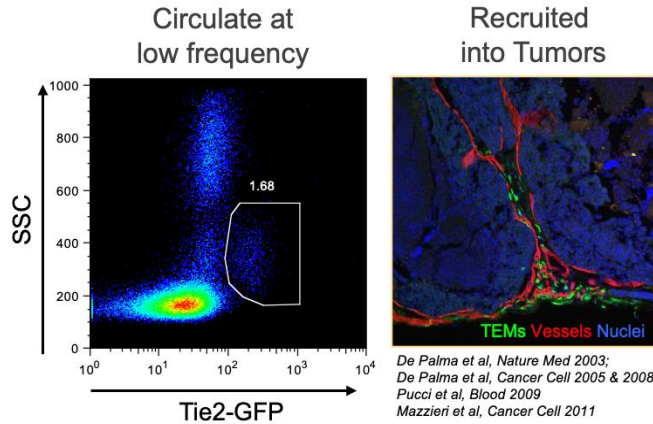 Circulate at
low frequency
Recruited
into Tumors
1000
800
600
400
200
0
SSC
1.68
10^0
10^1
10^2
10^3
10^4
Tie2-GFP
TEMs Vessels Nuclei
De Palma et al, Nature Med 2003;
De Palma et al, Cancer Cell 2005 & 2008
Pucci et al, Blood 2009
Mazzieri et al, Cancer Cell 2011